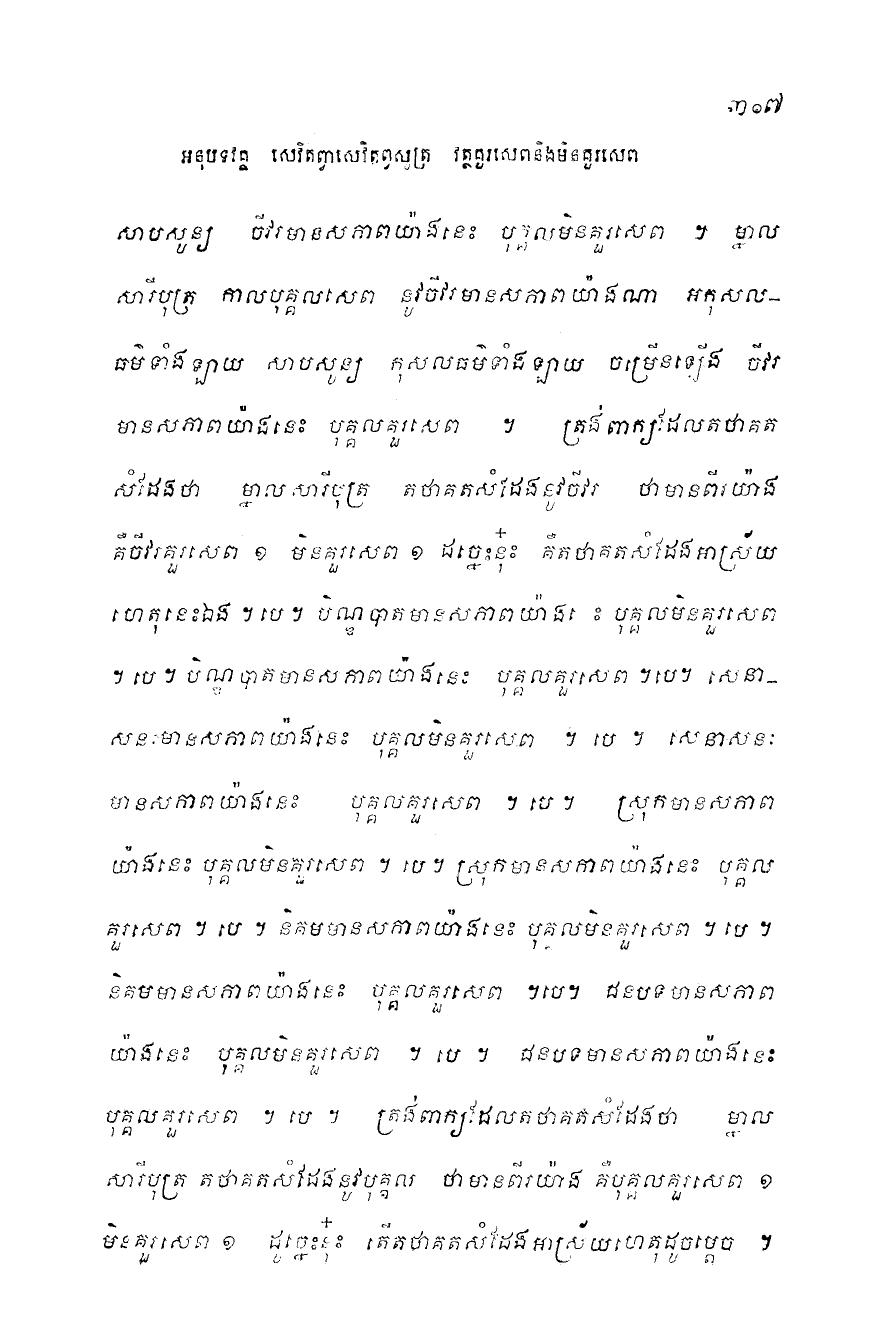 ៣១៧
អនុបទវគ្គ សេវិតព្វាសេវិតព្វសូត្រ វត្ថុគួរសេពនិងមិនគួរសេព
សាបសូន្យ ចីវរមានសភាពយ៉ាងនេះ បុគ្គលមិនគួរសេព ។ ម្នាល
សារីបុត្រ កាលបុគ្គលសេព នូវចីវរមានសភាពយ៉ាងណា អកុសល-
ធម៌ទាំងឡាយ សាបសូន្យ កុសលធម៌ទាំងឡាយ ចម្រើនឡើង ចីវរ
មានសភាពយ៉ាងនេះ បុគ្គលគួរសេព ។ ត្រង់ពាក្យដែលតថាគត
សំដែងថា ម្នាលសារីបុត្រ តថាគតសំដែងនូវចីវរ ថាមានពីរយ៉ាង
គឺចីវរគួរសេព ១ មិនគួរសេព ១ ដច្នេះនុ៎ះ គឺតថាគតសំដែងអាស្រ័យ
ហេតុនេះឯង ។ បេ ។ បិណ្ឌបាតមានសភាពយ៉ាង បុគ្គលមិនគួរសេព
។ បេ ។ បិណ្ឌបាតមានសភាពយ៉ាងនេះ បុគ្គលគួរសេព ។បេ។ សេនា-
សនៈមានសភាពយ៉ាងនេះ បុគ្គលមិនគួរសេព ។ បេ ។ សេនាសនៈ
មានសភាពយ៉ាងនេះ បុគ្គលគួរសេព ។ បេ ។ ស្រុកមានសភាព
យ៉ាងនេះ បុគ្គលមិនគួរសេព ។ បេ ។ ស្រុកមានសភាពយ៉ាងនេះ បុគ្គល
គួរសេព ។ បេ ។ និគមមានសភាពយ៉ាងនេះ បុគ្គលមិនគួរសេព ។ បេ ។
និគមមានសភាពយ៉ាងនេះ បុគ្គលគួរសេព ។បេ។ ជនបទមានសភាព
យ៉ាងនេះ បុគ្គលមិនគួរសេព ។ បេ ។ ជនបទមានសភាពយ៉ាងនេះ
បុគ្គលគួរសេព ។ បេ ។ ត្រង់ពាក្យដែលតថាគតសំដែងថា ម្នាល
សារីបុត្រ តថាគតសំដែងនូវបុគ្គល ថាមានពីរយ៉ាង គឺបុគ្គលគួរសេព ១
មិនគួរសេព ១ ដូច្នេះនុ៎ះ តើតថាគតសំដែងអាស្រ័យហេតុដូចម្តេច ។